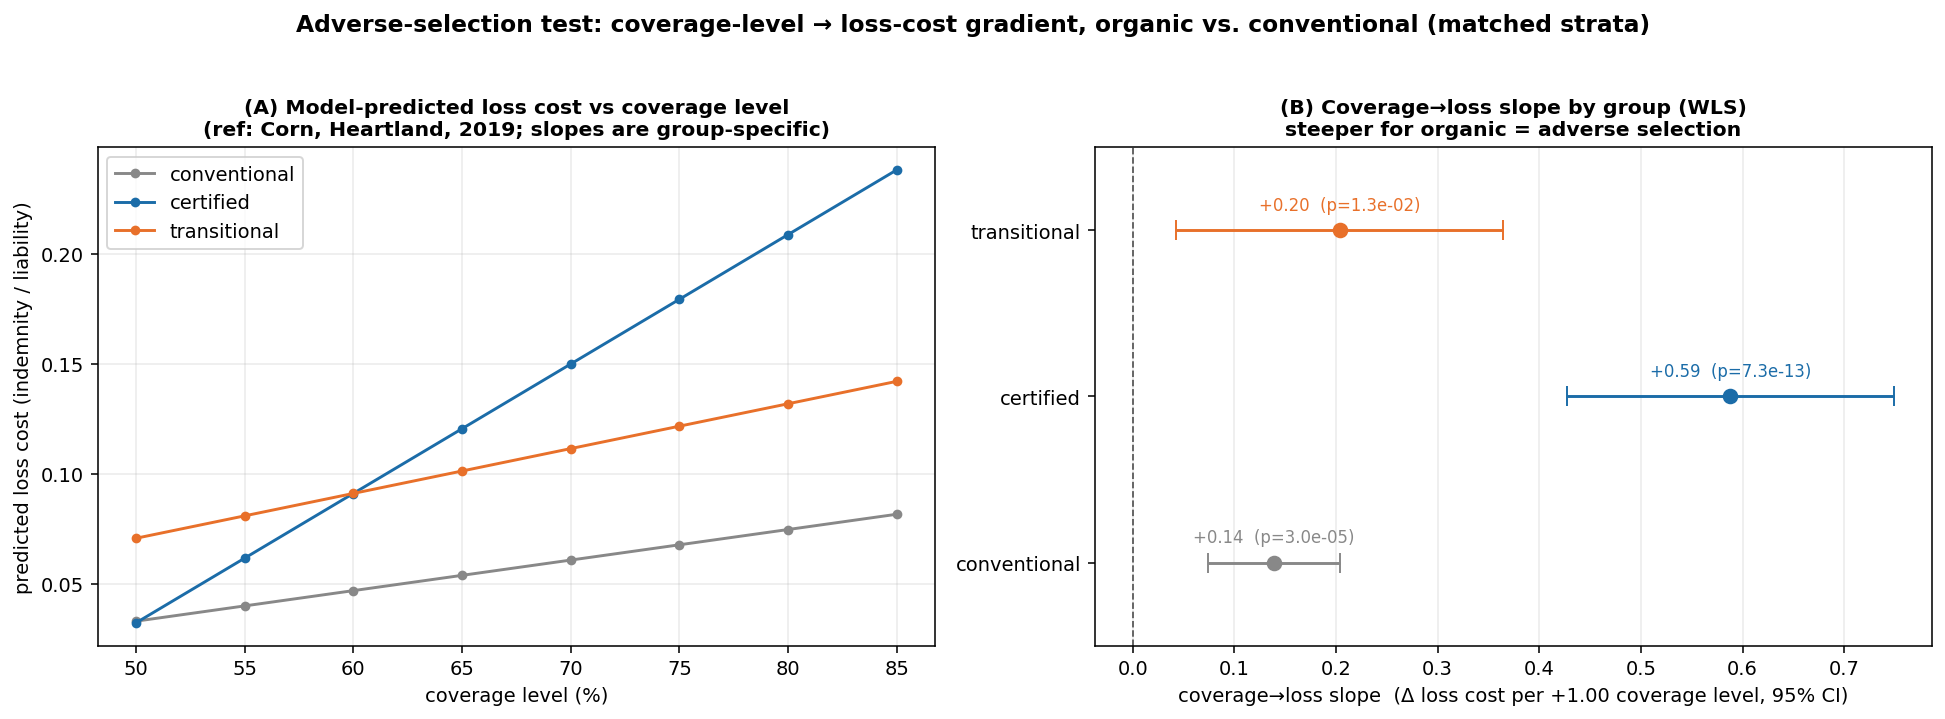 Adverse-selection test: coverage-level → loss-cost gradient, organic vs. conventional (matched strata)
(A) Model-predicted loss cost vs coverage level
(ref: Corn, Heartland, 2019; slopes are group-specific)
conventional
certified
transitional
predicted loss cost (indemnity / liability)
0.20
0.15
0.10
0.05
50 55 60 65 70 75 80 85
coverage level (%)
(B) Coverage→loss slope by group (WLS)
steeper for organic = adverse selection
transitional
certified
conventional
+0.20 (p=1.3e-02)
+0.59 (p=7.3e-13)
+0.14 (p=3.0e-05)
0.0 0.1 0.2 0.3 0.4 0.5 0.6 0.7
coverage→loss slope (Δ loss cost per +1.00 coverage level, 95% CI)